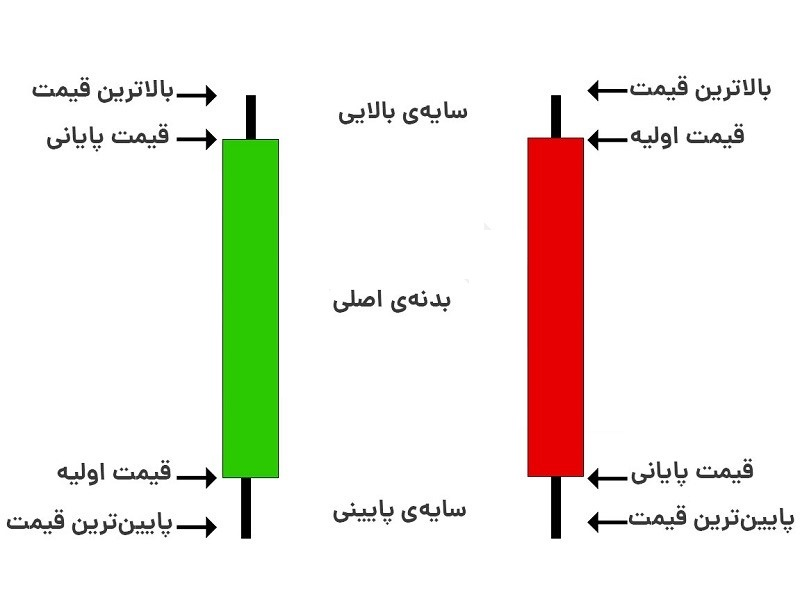 بالاترین قیمت
قیمت اولیه
قیمت پایانی
پایین‌ترین قیمت
سایه‌ی بالایی
بدنه‌ی اصلی
سایه‌ی پایینی
بالاترین قیمت
قیمت پایانی
قیمت اولیه
پایین‌ترین قیمت